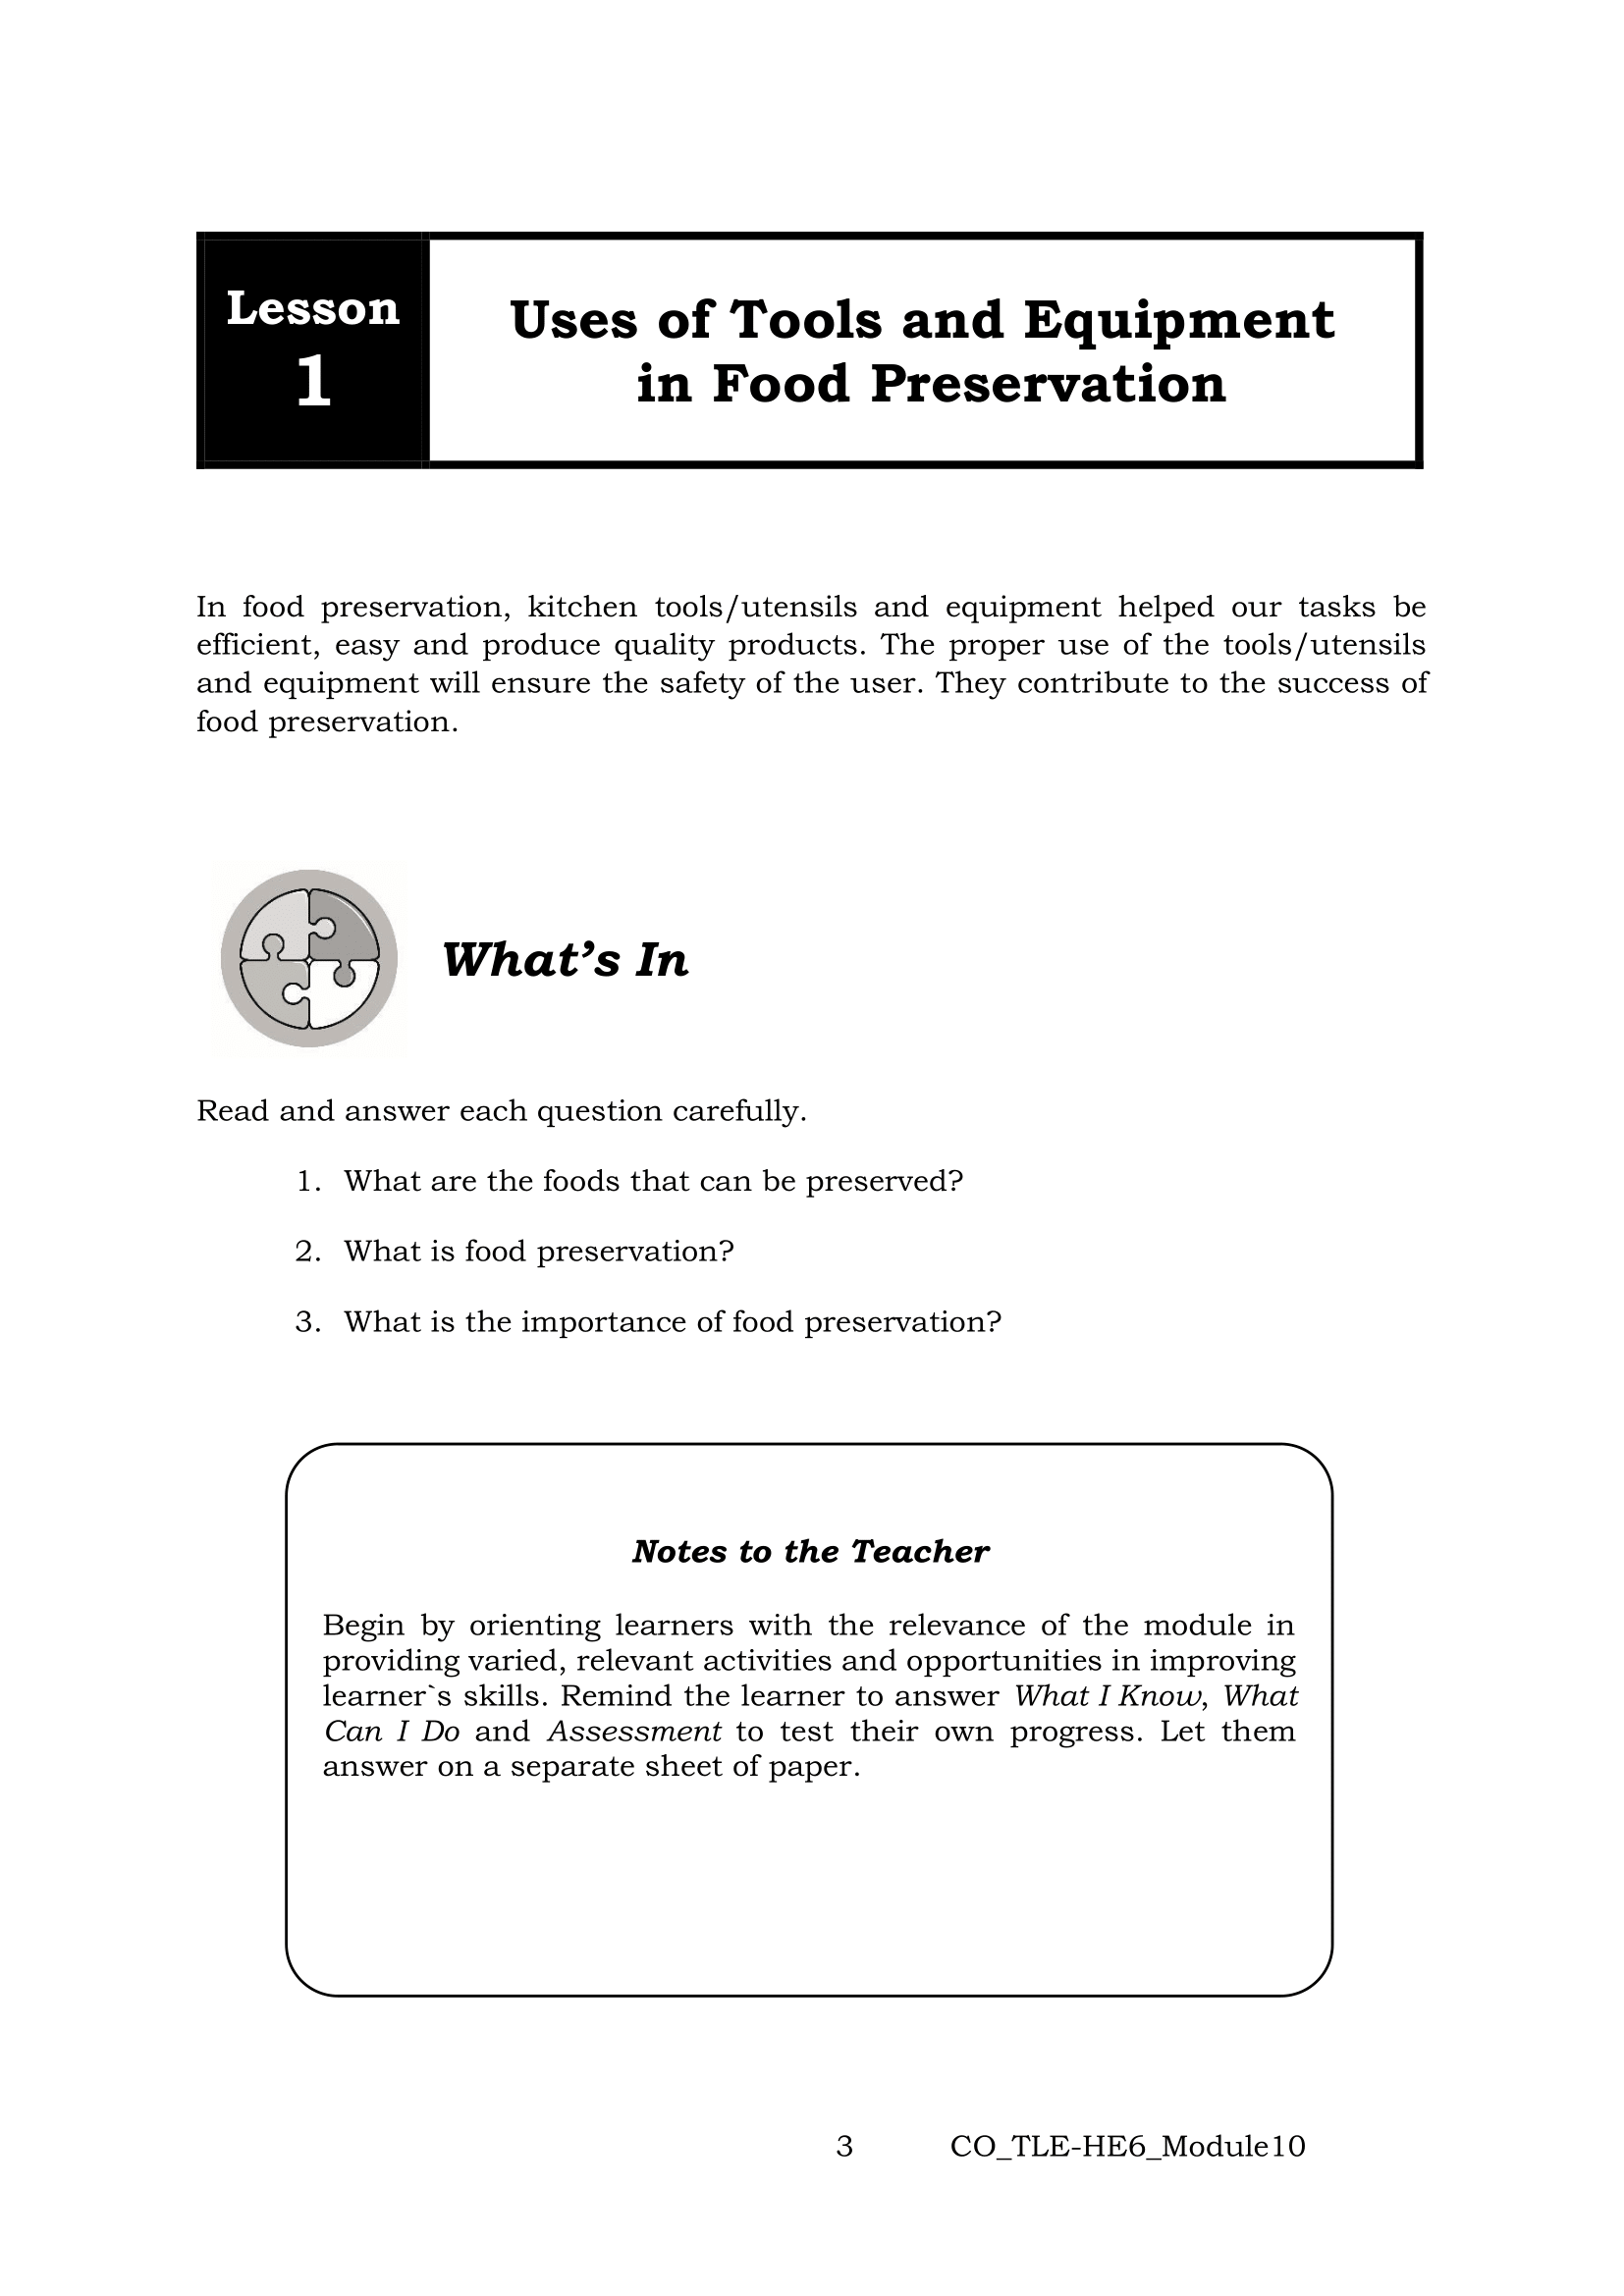 Lesson
1
Uses of Tools and Equipment
in Food Preservation
In food preservation, kitchen tools/utensils and equipment helped our tasks be
efficient, easy and produce quality products. The proper use of the tools/utensils
and equipment will ensure the safety of the user. They contribute to the success of
food preservation.
What’s In
Read and answer each question carefully.
1. What are the foods that can be preserved?
2. What is food preservation?
3. What is the importance of food preservation?
Notes to the Teacher
Begin by orienting learners with the relevance of the module in
providing varied, relevant activities and opportunities in improving
learner`s skills. Remind the learner to answer What I Know, What
Can I Do and Assessment to test their own progress. Let them
answer on a separate sheet of paper.
3 CO_TLE-HE6_Module10